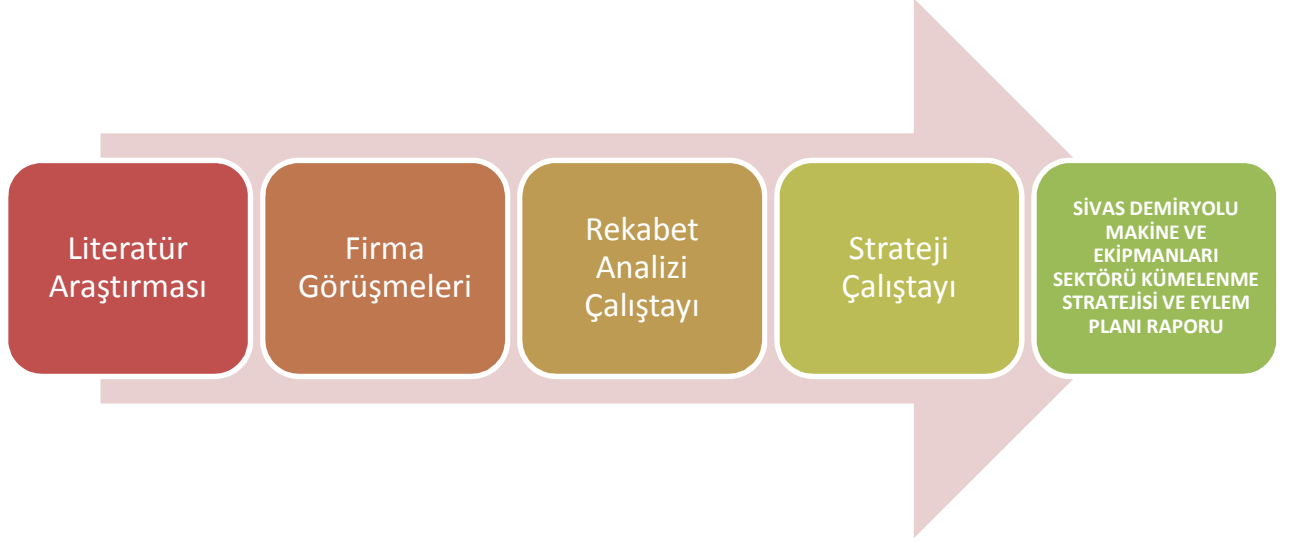 Literatür
Araştırması
Firma
Görüşmeleri
Rekabet
Analizi
Çalıştayı
Strateji
Çalıştayı
SİVAS DEMİRYOLU
MAKİNE VE
EKİPMANLARI
SEKTÖRÜ KÜMELENME
STRATEJİSİ VE EYLEM
PLANI RAPORU